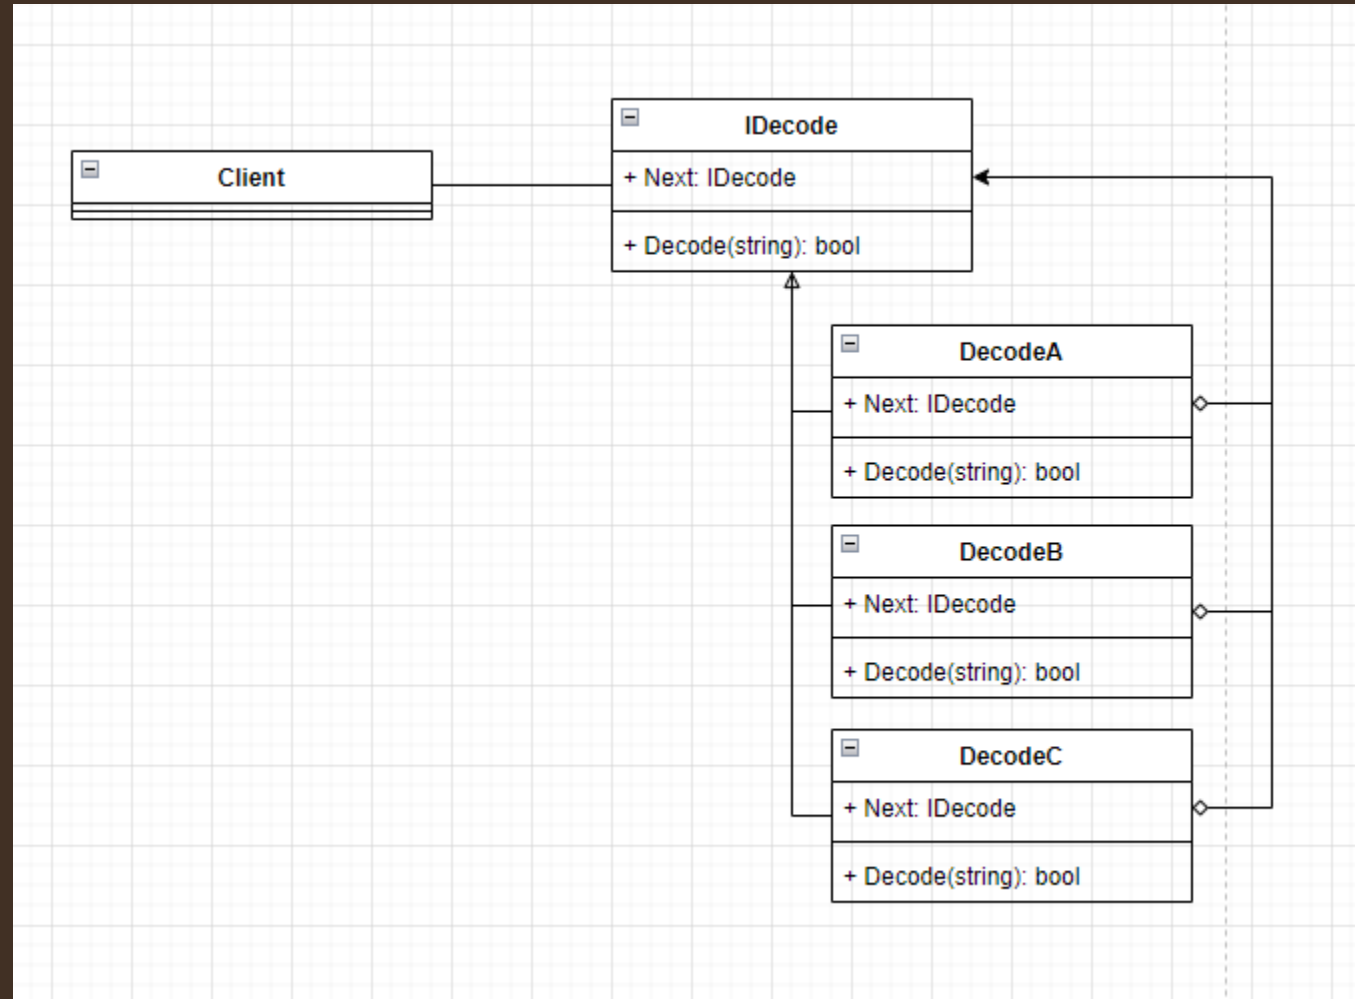 IDecode
+ Next: IDecode
+ Decode(string): bool
Client
DecodeA
+ Next: IDecode
+ Decode(string): bool
DecodeB
+ Next: IDecode
+ Decode(string): bool
DecodeC
+ Next: IDecode
+ Decode(string): bool